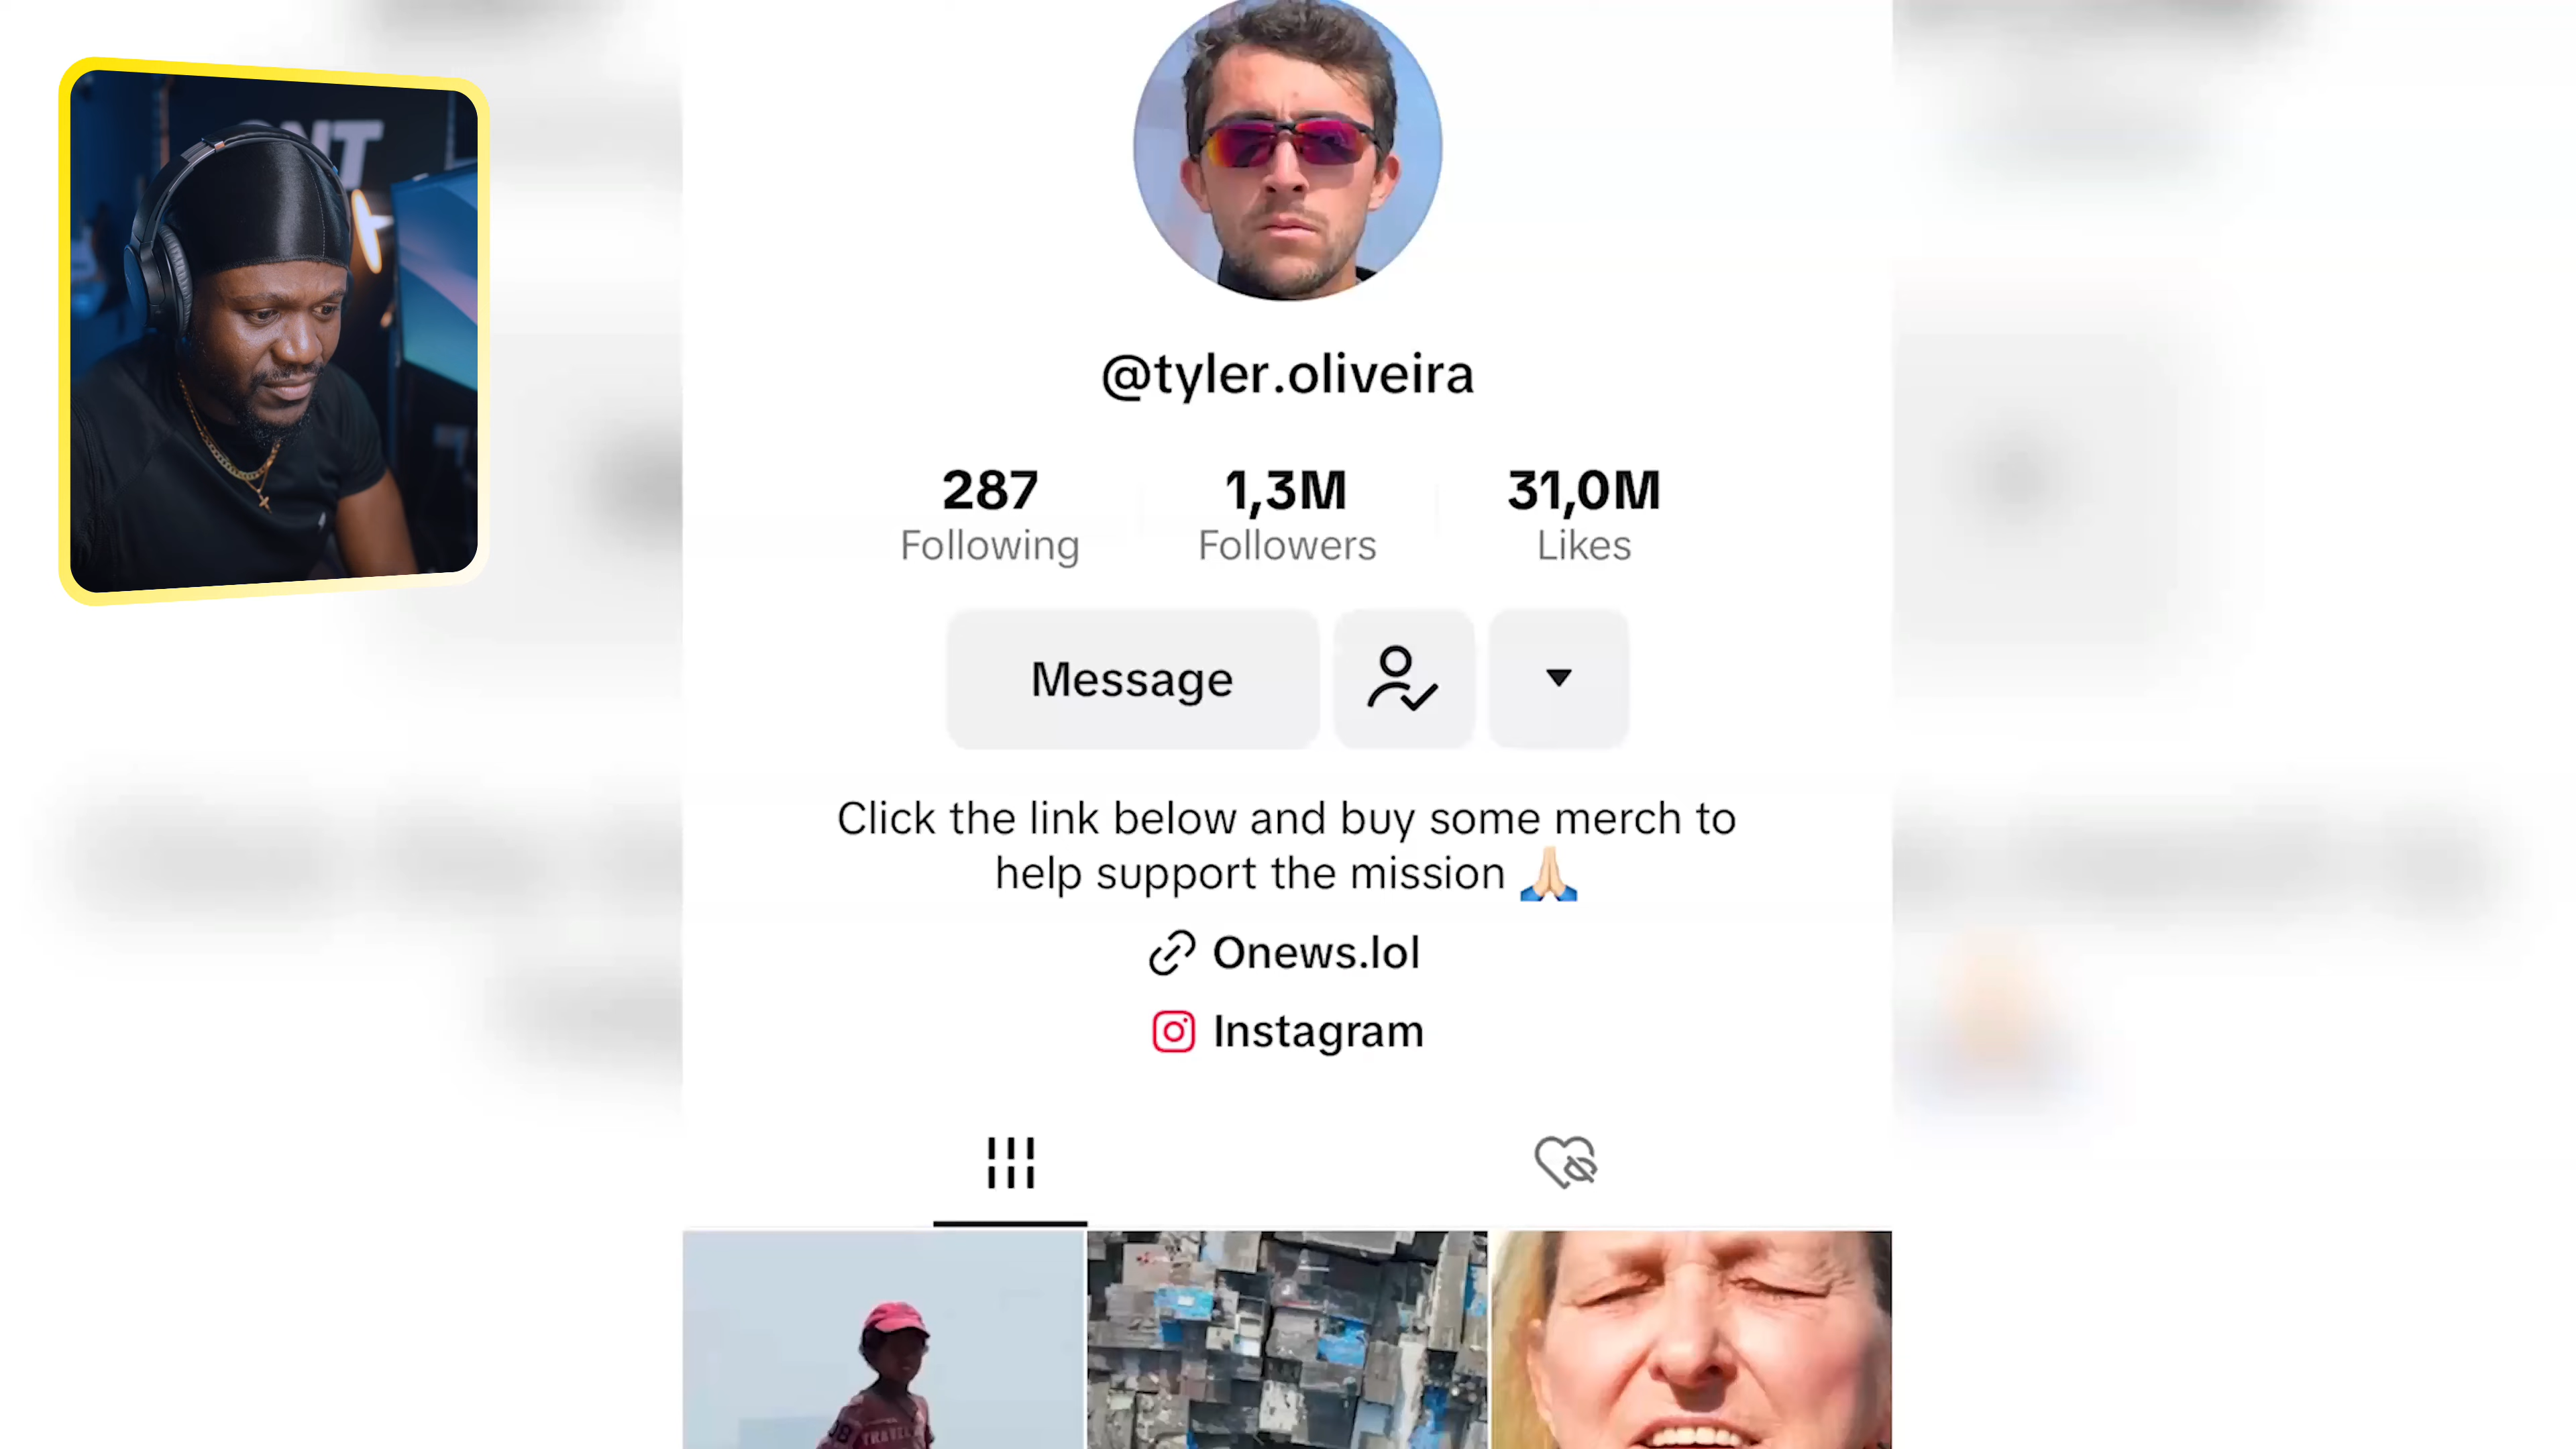 @tyler.oliveira
287
Following
1,3M
Followers
31,0M
Likes
Message
Click the link below and buy some merch to
help support the mission 🙏🏻
Onews.lol
Instagram
TRAVEL